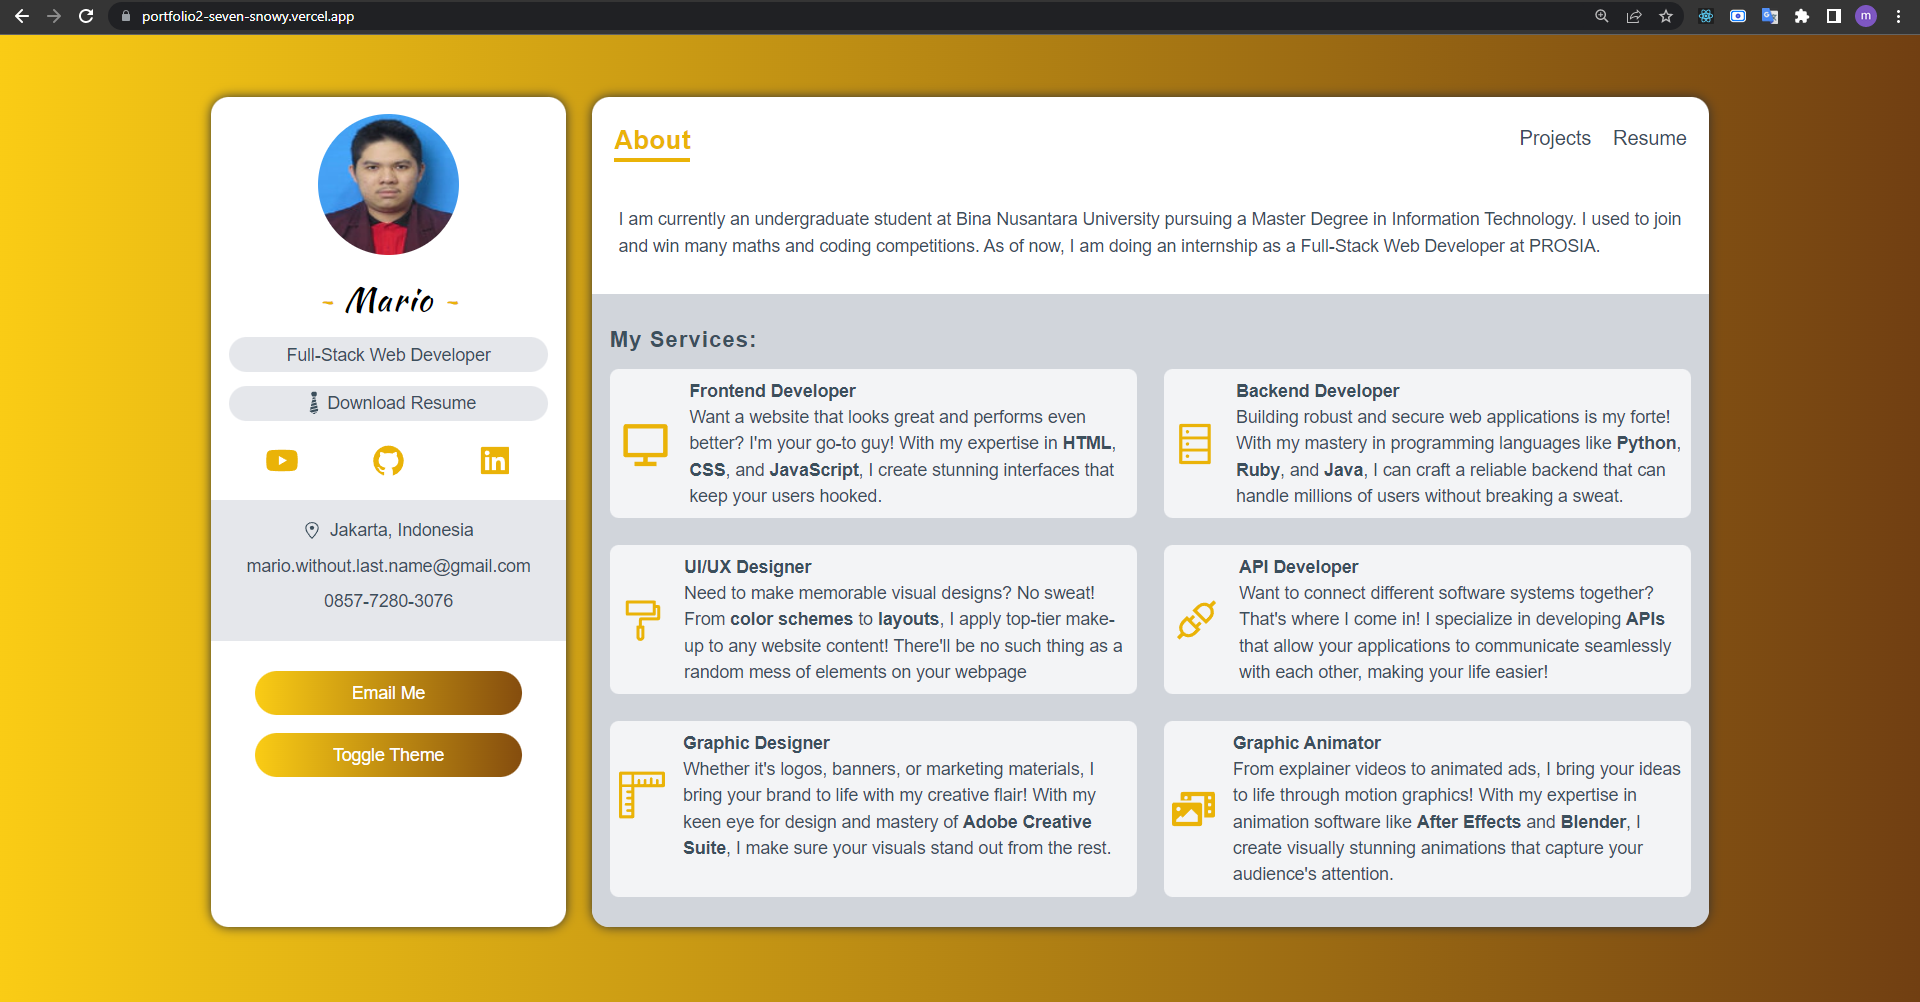 portfolio2-seven-snowy.vercel.app
m
~ Mario ~
Full-Stack Web Developer
Download Resume
Jakarta, Indonesia
mario.without.last.name@gmail.com
0857-7280-3076
Email Me
Toggle Theme
About
Projects
Resume
I am currently an undergraduate student at Bina Nusantara University pursuing a Master Degree in Information Technology. I used to join
and win many maths and coding competitions. As of now, I am doing an internship as a Full-Stack Web Developer at PROSIA.
My Services:
Frontend Developer
Want a website that looks great and performs even
better? I'm your go-to guy! With my expertise in HTML,
CSS, and JavaScript, I create stunning interfaces that
keep your users hooked.
Backend Developer
Building robust and secure web applications is my forte!
With my mastery in programming languages like Python,
Ruby, and Java, I can craft a reliable backend that can
handle millions of users without breaking a sweat.
UI/UX Designer
Need to make memorable visual designs? No sweat!
From color schemes to layouts, I apply top-tier make-
up to any website content! There'll be no such thing as a
random mess of elements on your webpage
API Developer
Want to connect different software systems together?
That's where I come in! I specialize in developing APIs
that allow your applications to communicate seamlessly
with each other, making your life easier!
Graphic Designer
Whether it's logos, banners, or marketing materials, I
bring your brand to life with my creative flair! With my
keen eye for design and mastery of Adobe Creative
Suite, I make sure your visuals stand out from the rest.
Graphic Animator
From explainer videos to animated ads, I bring your ideas
to life through motion graphics! With my expertise in
animation software like After Effects and Blender, I
create visually stunning animations that capture your
audience's attention.